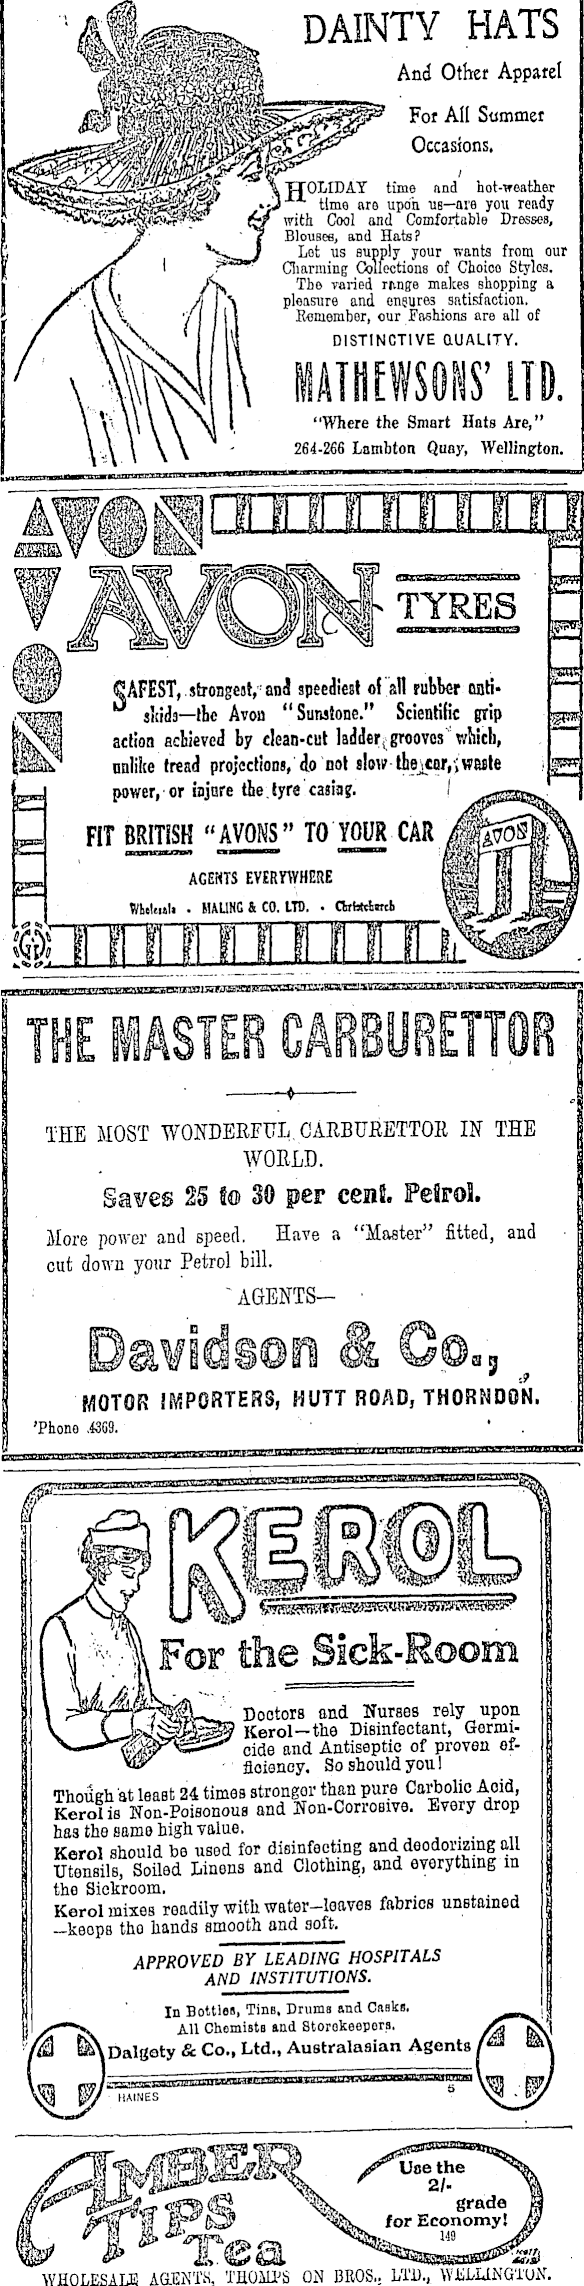 DAINTY HATS
And Other Apparel
For All Summer
Occasions.
HOLIDAY time and hot-weather
time are upon us—are you ready
with Cool and Comfortable Dresses,
Blouses, and Hats?
Let us supply your wants from our
Charming Collections of Choice Styles.
The varied range makes shopping a
pleasure and ensures satisfaction.
Remember, our Fashions are all of
DISTINCTIVE QUALITY.
MATHEWSONS' LTD.
"Where the Smart Hats Are,"
264-266 Lambton Quay, Wellington.
AVON
AVON TYRES
SAFEST, strongest, and speediest of all rubber anti-
skids—the Avon "Sunstone." Scientific grip
action achieved by clean-cut ladder grooves which,
unlike tread projections, do not slow the car, waste
power, or injure the tyre casing.
FIT BRITISH "AVONS" TO YOUR CAR
AGENTS EVERYWHERE
Wholesale . MALING & CO. LTD. . Christchurch
AVON
THE MASTER CARBURETTOR
THE MOST WONDERFUL CARBURETTOR IN THE
WORLD.
Saves 25 to 30 per cent. Petrol.
More power and speed. Have a "Master" fitted, and
cut down your Petrol bill.
AGENTS—
Davidson & Co.,
MOTOR IMPORTERS, HUTT ROAD, THORNDON.
'Phone 4369.
KEROL
For the Sick-Room
Doctors and Nurses rely upon
Kerol—the Disinfectant, Germi-
cide and Antiseptic of proven ef-
ficiency. So should you!
Though at least 24 times stronger than pure Carbolic Acid,
Kerol is Non-Poisonous and Non-Corrosive. Every drop
has the same high value.
Kerol should be used for disinfecting and deodorizing all
Utensils, Soiled Linens and Clothing, and everything in
the Sickroom.
Kerol mixes readily with water—leaves fabrics unstained
—keeps the hands smooth and soft.
APPROVED BY LEADING HOSPITALS
AND INSTITUTIONS.
In Bottles, Tins, Drums and Casks.
All Chemists and Storekeepers.
Dalgety & Co., Ltd., Australasian Agents
HAINES 5
AMBER
TIPS
Tea
Use the
2/-
grade
for Economy!
149
WHOLESALE AGENTS, THOMPS ON BROS., LTD., WELLINGTON.